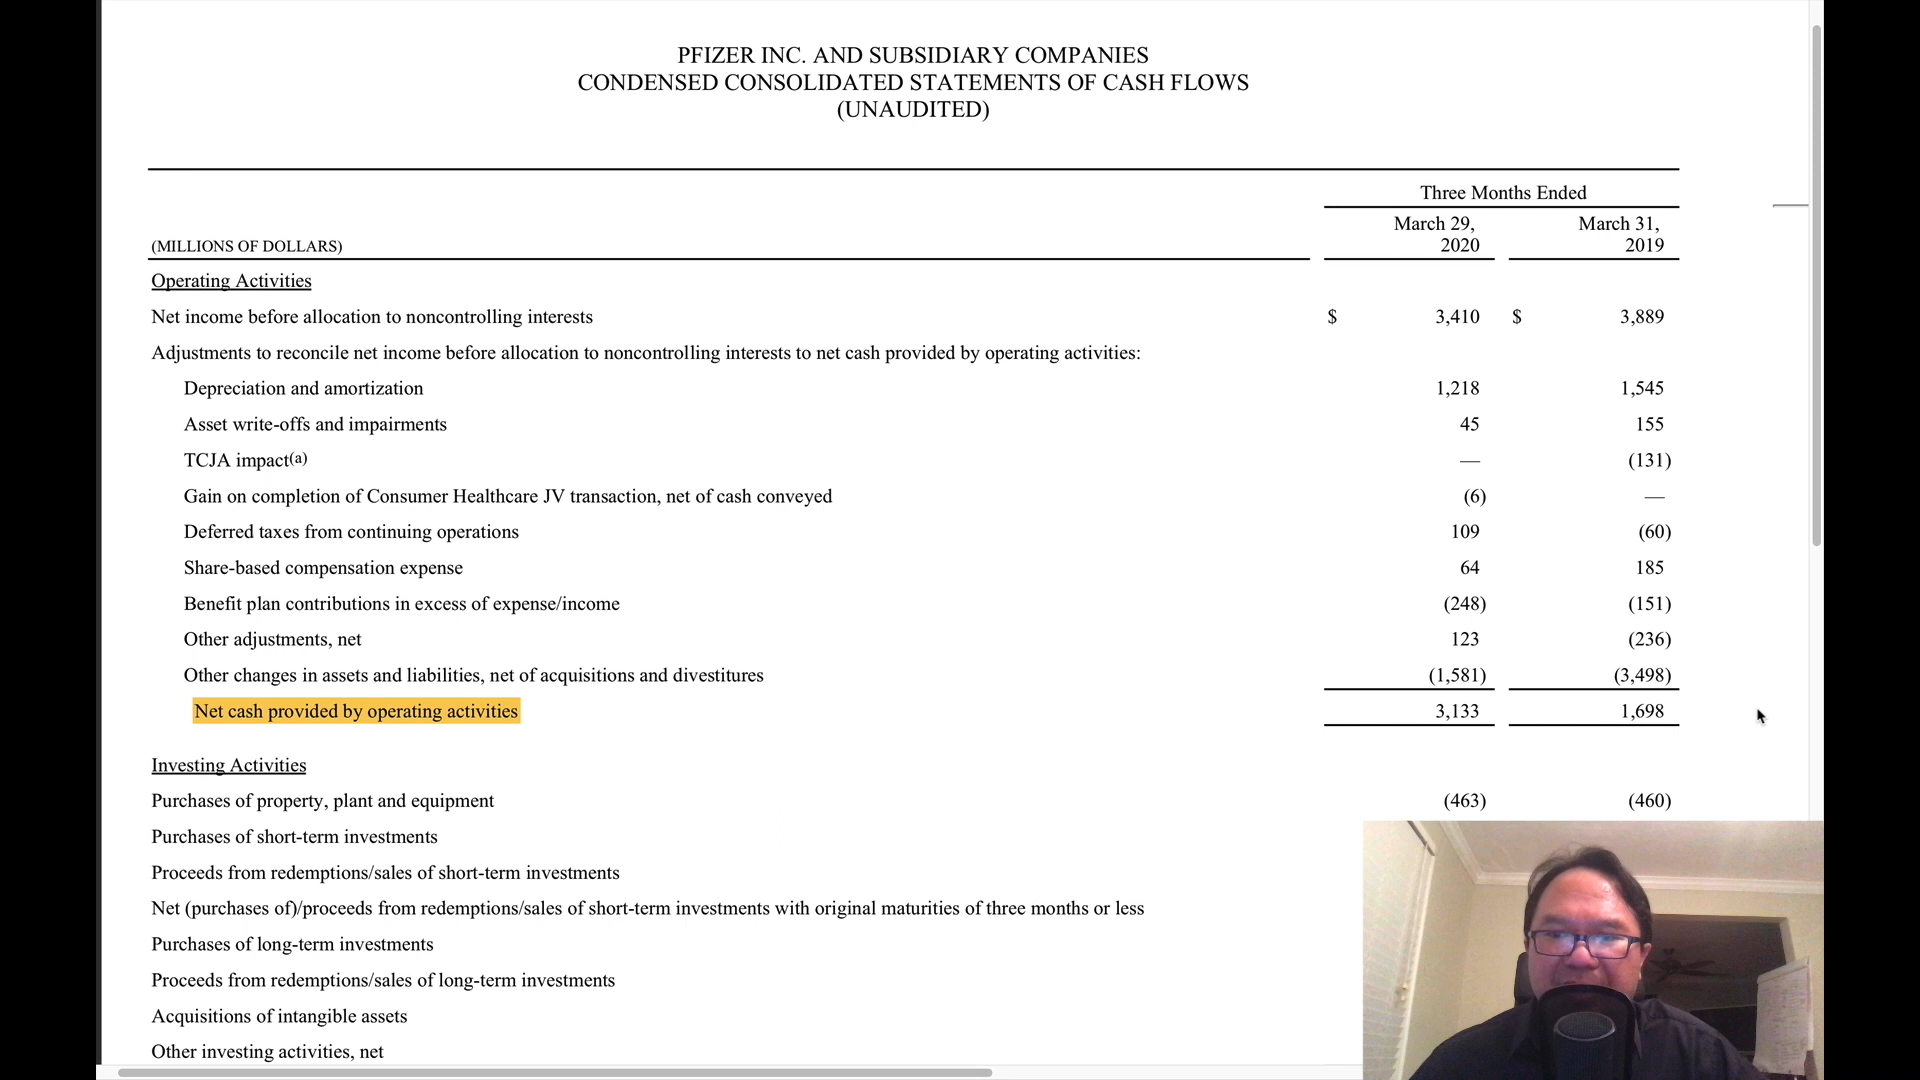 PFIZER INC. AND SUBSIDIARY COMPANIES
CONDENSED CONSOLIDATED STATEMENTS OF CASH FLOWS
(UNAUDITED)
Three Months Ended
March 29, March 31,
(MILLIONS OF DOLLARS) 2020 2019
Operating Activities
Net income before allocation to noncontrolling interests $ 3,410 $ 3,889
Adjustments to reconcile net income before allocation to noncontrolling interests to net cash provided by operating activities:
Depreciation and amortization 1,218 1,545
Asset write-offs and impairments 45 155
TCJA impact(a) — (131)
Gain on completion of Consumer Healthcare JV transaction, net of cash conveyed (6) —
Deferred taxes from continuing operations 109 (60)
Share-based compensation expense 64 185
Benefit plan contributions in excess of expense/income (248) (151)
Other adjustments, net 123 (236)
Other changes in assets and liabilities, net of acquisitions and divestitures (1,581) (3,498)
Net cash provided by operating activities 3,133 1,698
Investing Activities
Purchases of property, plant and equipment (463) (460)
Purchases of short-term investments
Proceeds from redemptions/sales of short-term investments
Net (purchases of)/proceeds from redemptions/sales of short-term investments with original maturities of three months or less
Purchases of long-term investments
Proceeds from redemptions/sales of long-term investments
Acquisitions of intangible assets
Other investing activities, net